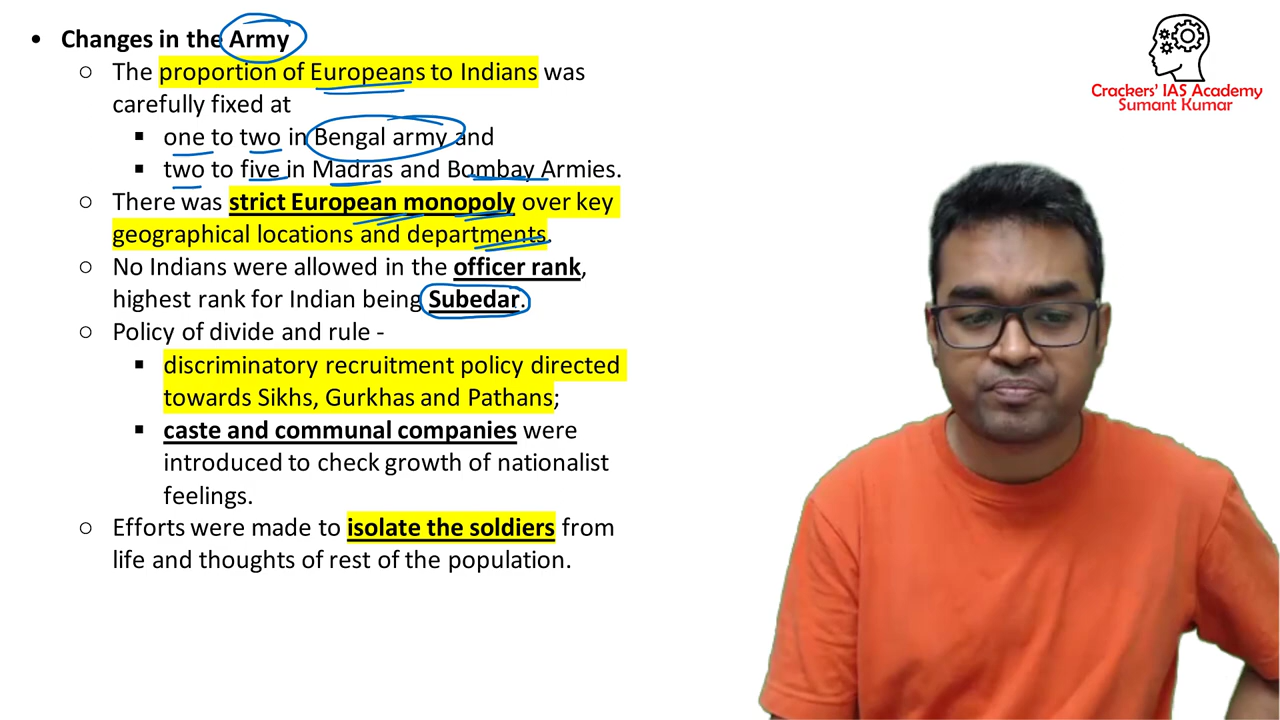 • Changes in the Army
○ The proportion of Europeans to Indians was
carefully fixed at
▪ one to two in Bengal army and
▪ two to five in Madras and Bombay Armies.
○ There was strict European monopoly over key
geographical locations and departments.
○ No Indians were allowed in the officer rank,
highest rank for Indian being Subedar.
○ Policy of divide and rule -
▪ discriminatory recruitment policy directed
towards Sikhs, Gurkhas and Pathans;
▪ caste and communal companies were
introduced to check growth of nationalist
feelings.
○ Efforts were made to isolate the soldiers from
life and thoughts of rest of the population.
Crackers' IAS Academy
Sumant Kumar